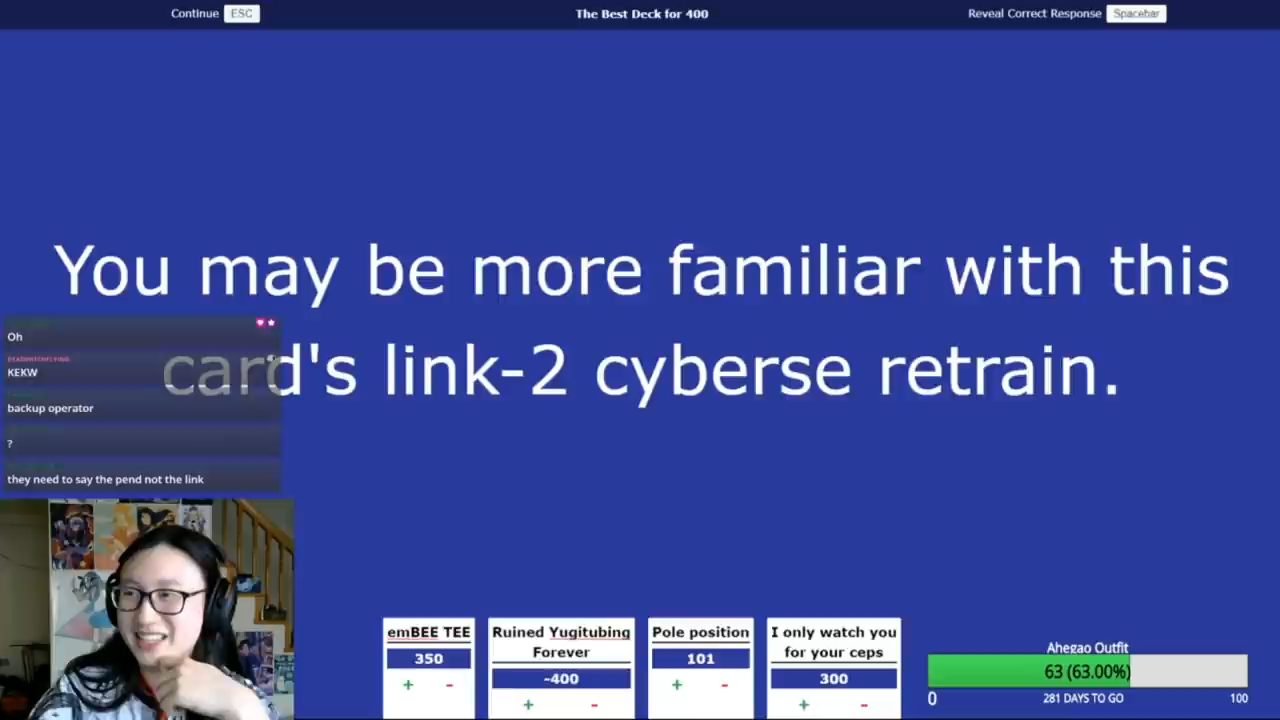 Continue ESC
The Best Deck for 400
Reveal Correct Response Spacebar
You may be more familiar with this
card's link-2 cyberse retrain.
Oh
KEKW
backup operator
?
they need to say the pend not the link
emBEE TEE
350
+ -
Ruined Yugitubing
Forever
-400
+ -
Pole position
101
+ -
I only watch you
for your ceps
300
+ -
Ahegao Outfit
63 (63.00%)
0
281 DAYS TO GO
100